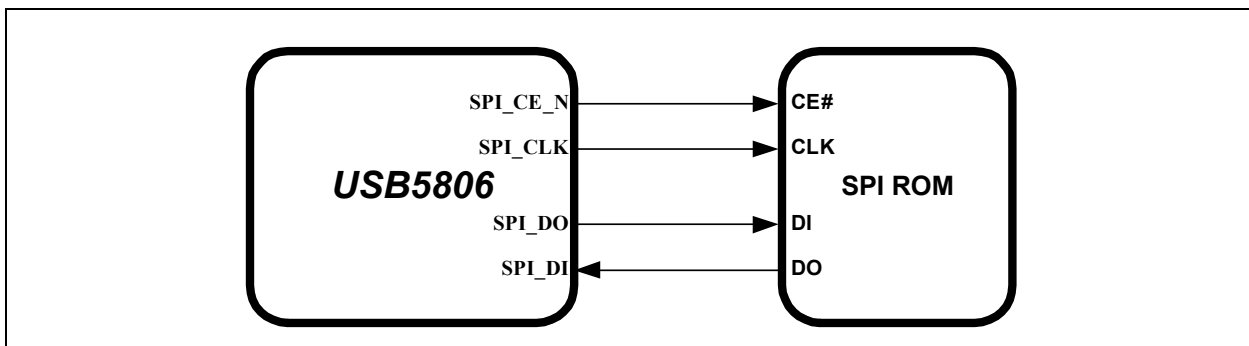 SPI_CE_N CE#
SPI_CLK CLK
USB5806 SPI ROM
SPI_DO DI
SPI_DI DO